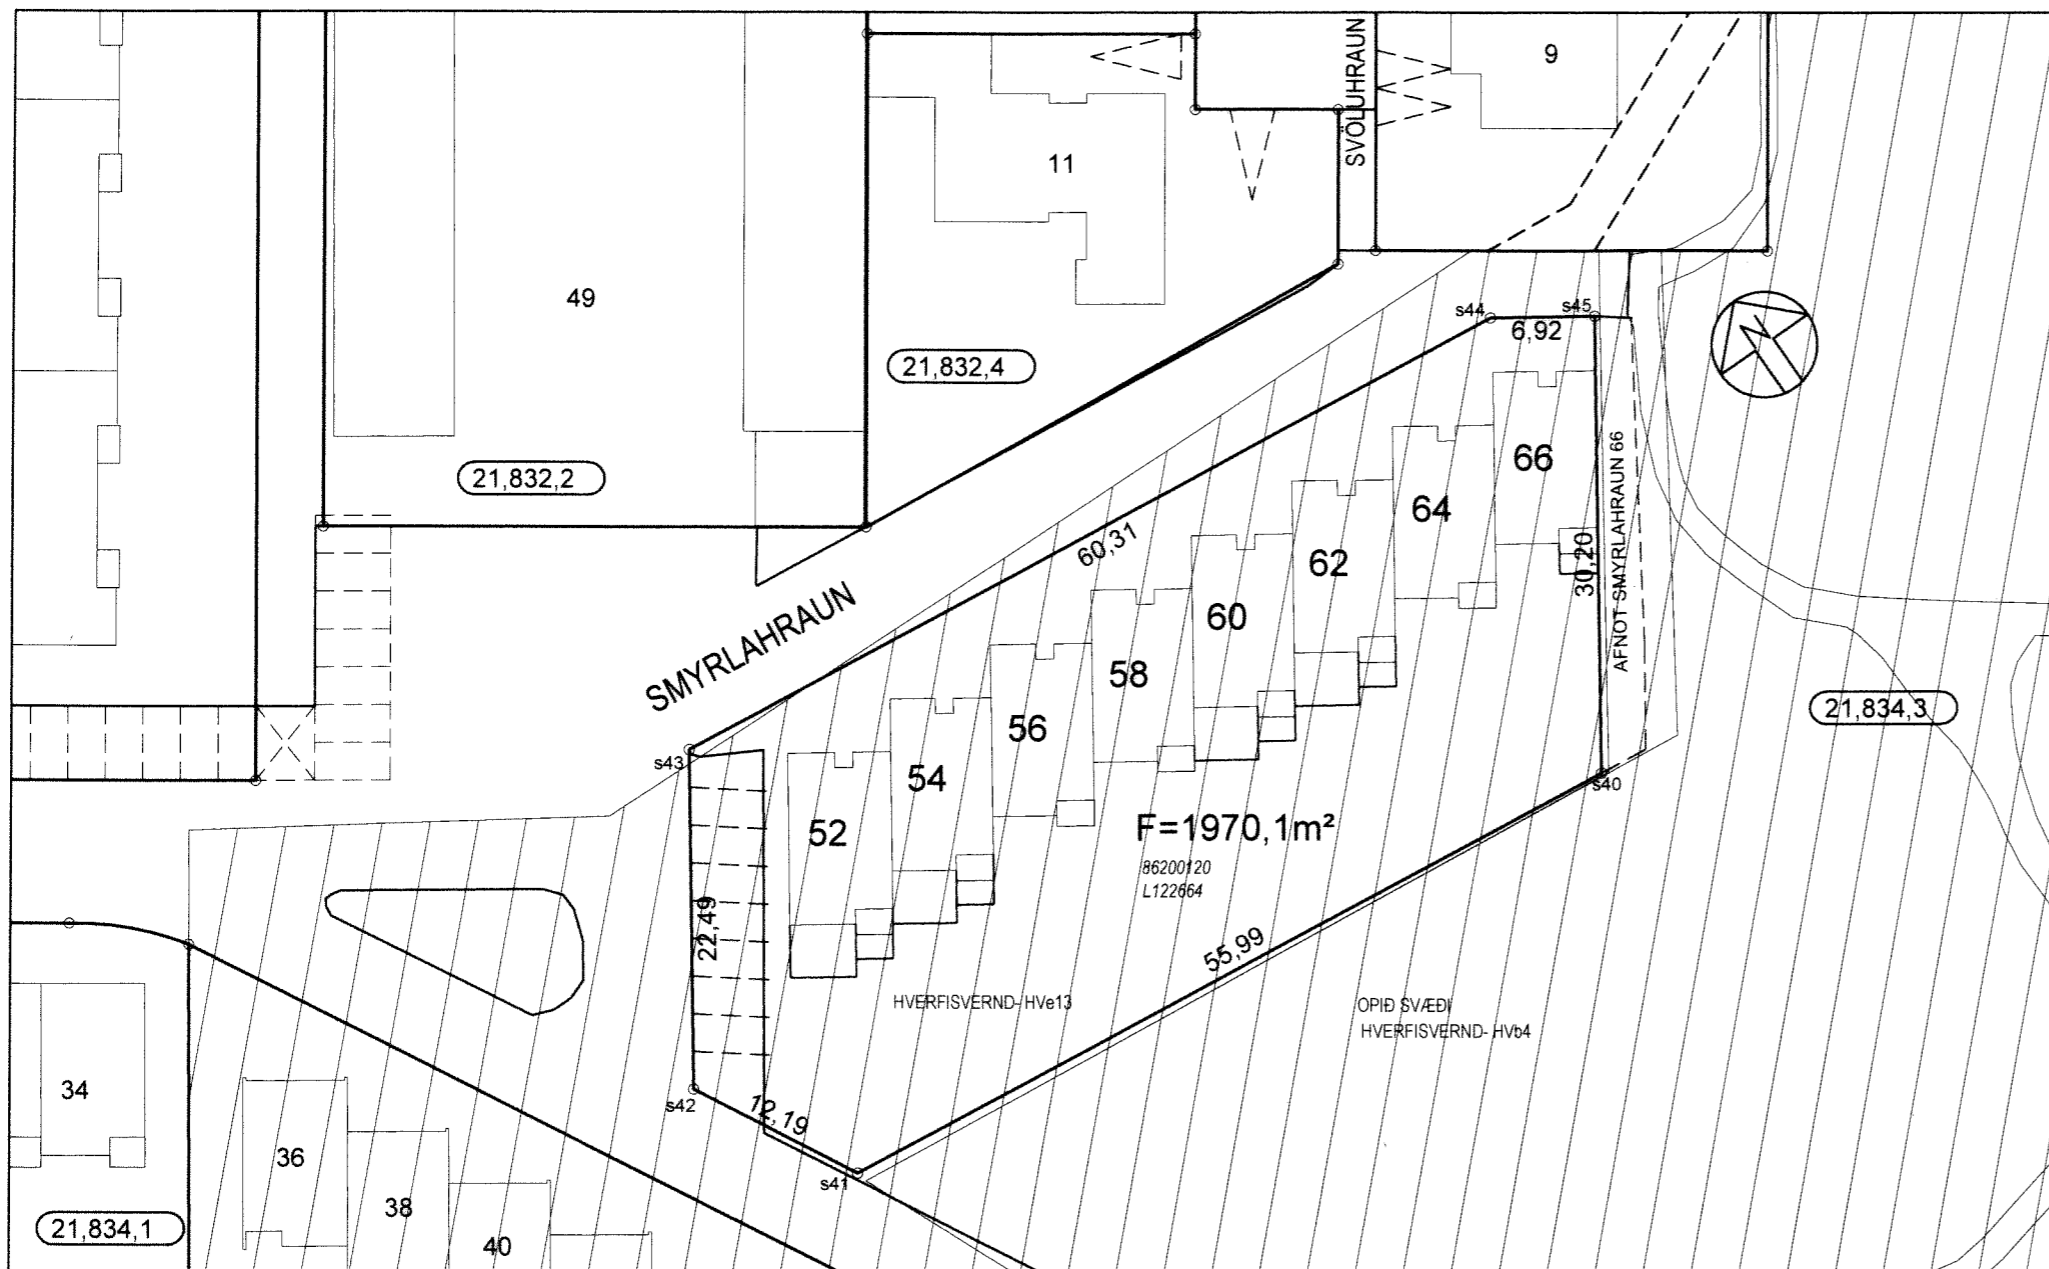 SVÖLUHRAUN
9
11
49
21,832,4
21,832,2
s44
s45
6,92
60,31
66
64
62
60
58
56
54
52
30,20
AFNOT SMYRLAHRAUN 66
SMYRLAHRAUN
s43
21,834,3
s40
F=1970,1m²
86200120
L122664
22,49
55,99
HVERFISVERND- HVe13
OPIÐ SVÆÐI
HVERFISVERND- HVb4
s42
12,19
s41
34
36
38
40
21,834,1